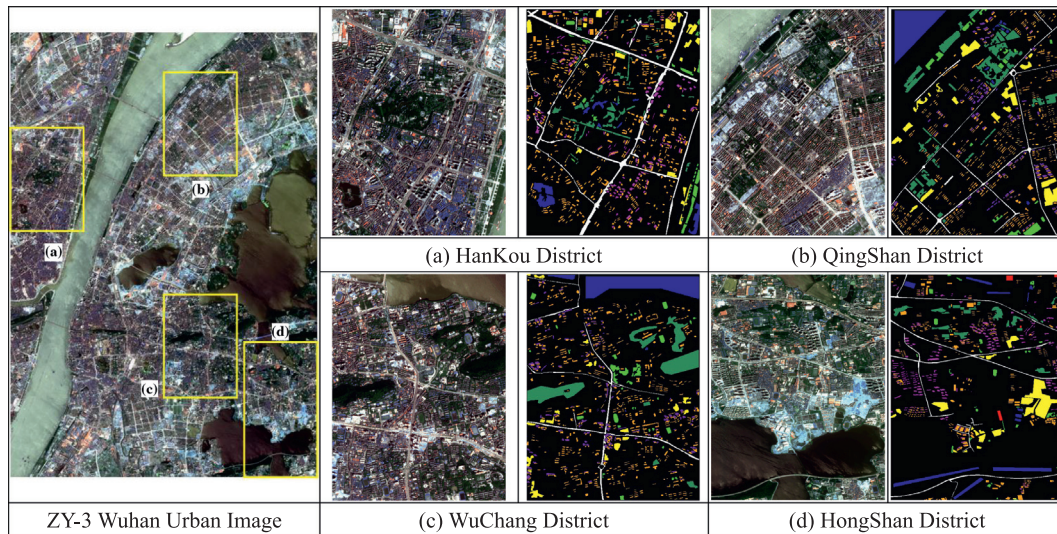 (a)
(b)
(c)
(d)
(a) HanKou District
(b) QingShan District
ZY-3 Wuhan Urban Image
(c) WuChang District
(d) HongShan District